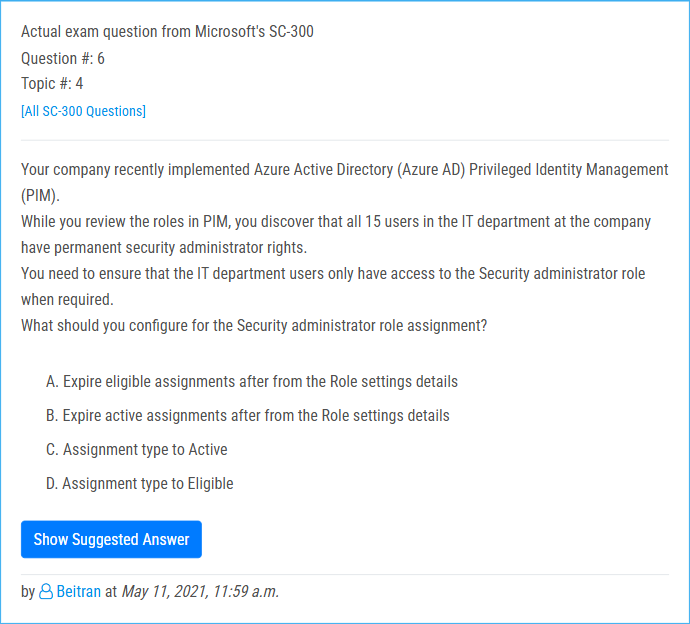 Actual exam question from Microsoft's SC-300
Question #: 6
Topic #: 4
[All SC-300 Questions]
Your company recently implemented Azure Active Directory (Azure AD) Privileged Identity Management
(PIM).
While you review the roles in PIM, you discover that all 15 users in the IT department at the company
have permanent security administrator rights.
You need to ensure that the IT department users only have access to the Security administrator role
when required.
What should you configure for the Security administrator role assignment?
A. Expire eligible assignments after from the Role settings details
B. Expire active assignments after from the Role settings details
C. Assignment type to Active
D. Assignment type to Eligible
Show Suggested Answer
by Beitran at May 11, 2021, 11:59 a.m.